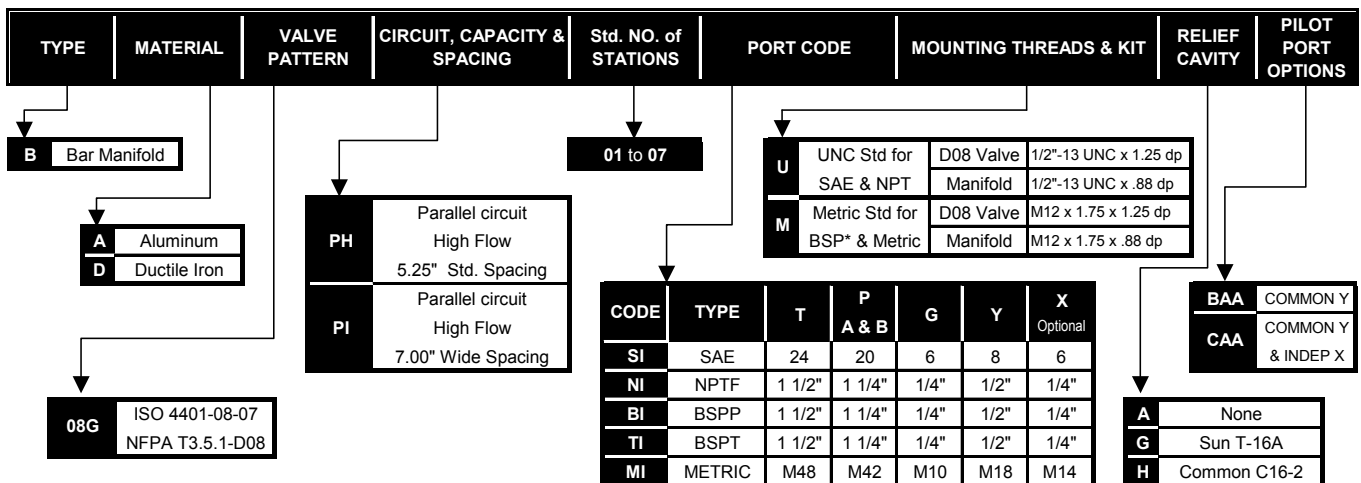 TYPE MATERIAL VALVE PATTERN CIRCUIT, CAPACITY & SPACING Std. NO. of STATIONS PORT CODE MOUNTING THREADS & KIT RELIEF CAVITY PILOT PORT OPTIONS
B Bar Manifold
A Aluminum
D Ductile Iron
08G ISO 4401-08-07
NFPA T3.5.1-D08
PH Parallel circuit
High Flow
5.25" Std. Spacing
PI Parallel circuit
High Flow
7.00" Wide Spacing
01 to 07
U UNC Std for D08 Valve 1/2"-13 UNC x 1.25 dp
SAE & NPT Manifold 1/2"-13 UNC x .88 dp
M Metric Std for D08 Valve M12 x 1.75 x 1.25 dp
BSP* & Metric Manifold M12 x 1.75 x .88 dp
CODE TYPE T P A & B G Y X Optional
SI SAE 24 20 6 8 6
NI NPTF 1 1/2" 1 1/4" 1/4" 1/2" 1/4"
BI BSPP 1 1/2" 1 1/4" 1/4" 1/2" 1/4"
TI BSPT 1 1/2" 1 1/4" 1/4" 1/2" 1/4"
MI METRIC M48 M42 M10 M18 M14
A None
G Sun T-16A
H Common C16-2
BAA COMMON Y
CAA COMMON Y
& INDEP X